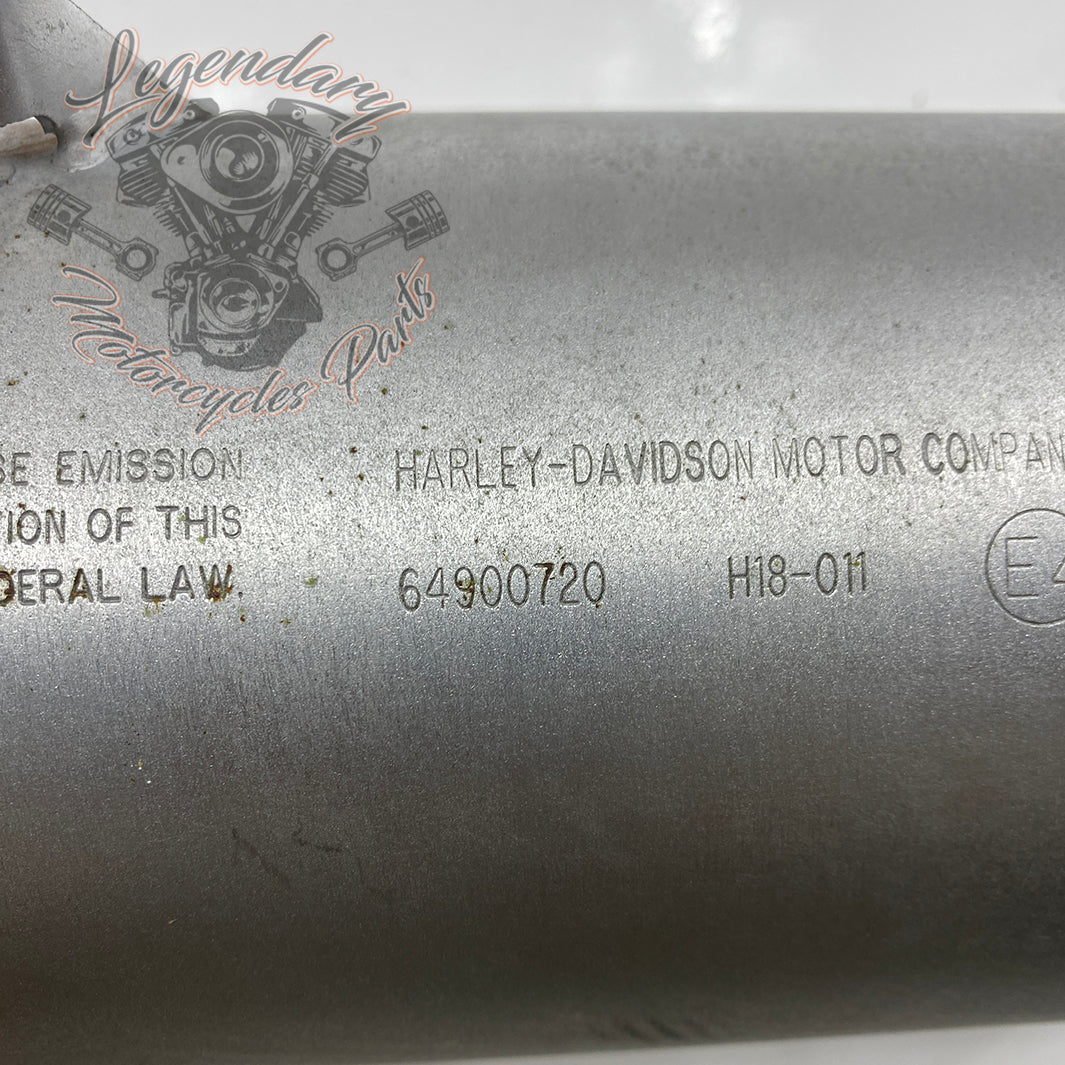 Legendary
Motorcycles Parts
SE EMISSION
TION OF THIS
DERAL LAW.
HARLEY-DAVIDSON MOTOR COMPAN
64900720 H18-011 E4